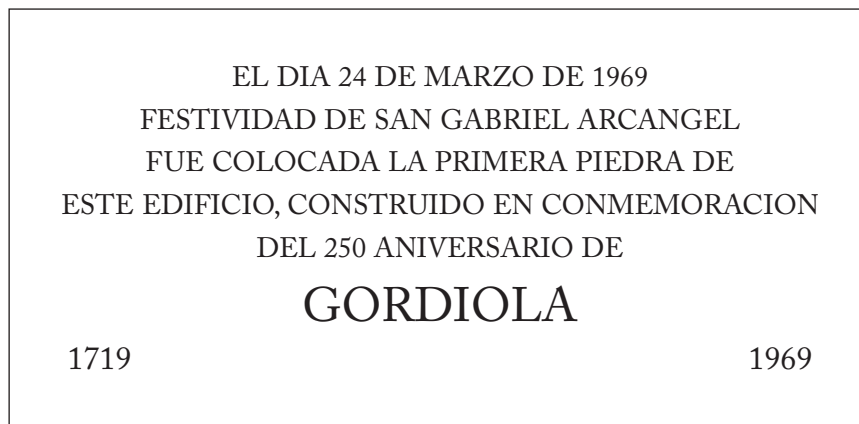 EL DIA 24 DE MARZO DE 1969
FESTIVIDAD DE SAN GABRIEL ARCANGEL
FUE COLOCADA LA PRIMERA PIEDRA DE
ESTE EDIFICIO, CONSTRUIDO EN CONMEMORACION
DEL 250 ANIVERSARIO DE
GORDIOLA
1719 1969